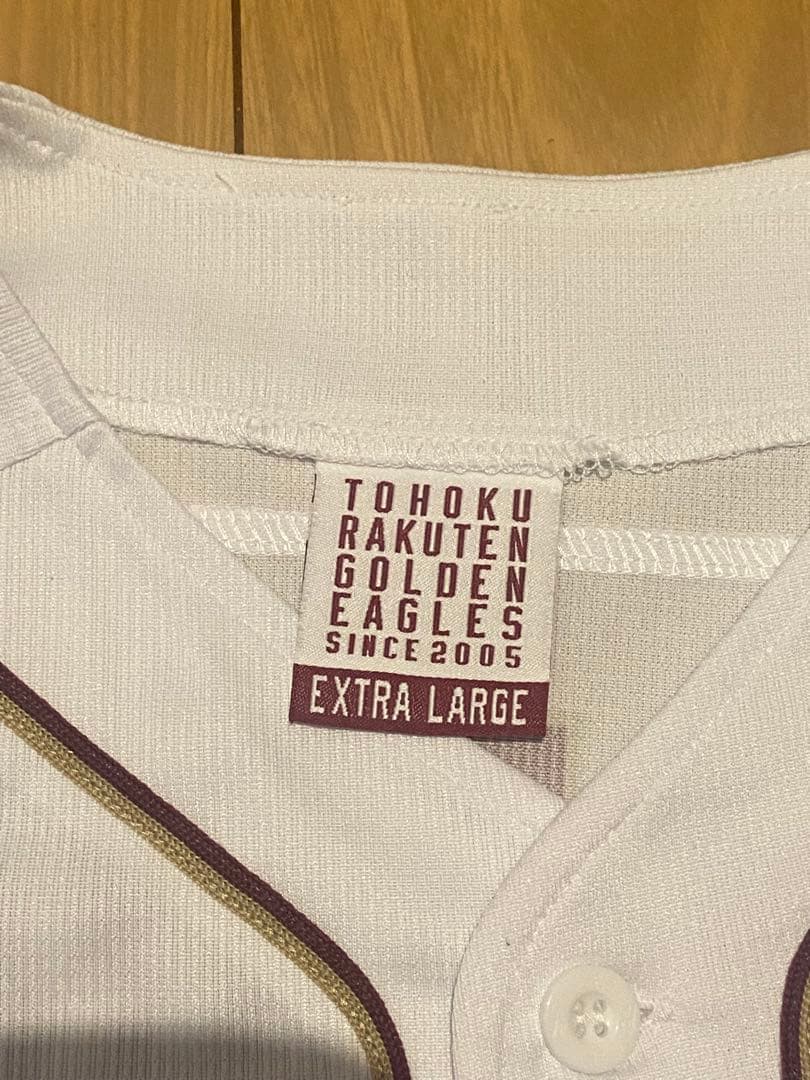 TOHOKU
RAKUTEN
GOLDEN
EAGLES
SINCE 2005
EXTRA LARGE